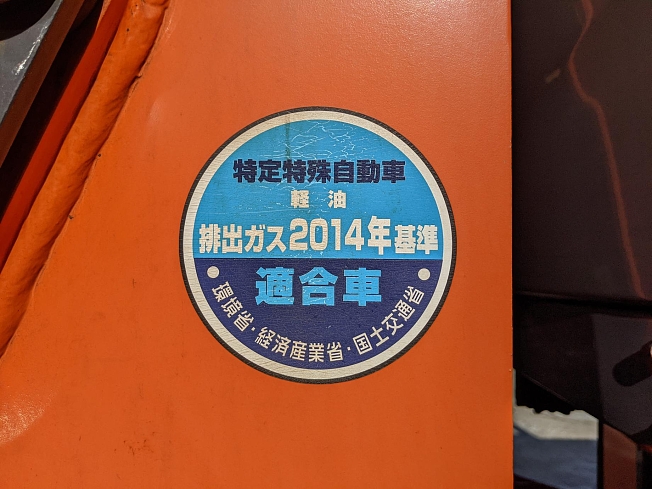 特定特殊自動車
軽油
排出ガス2014年基準
適合車
環境省・経済産業省・国土交通省